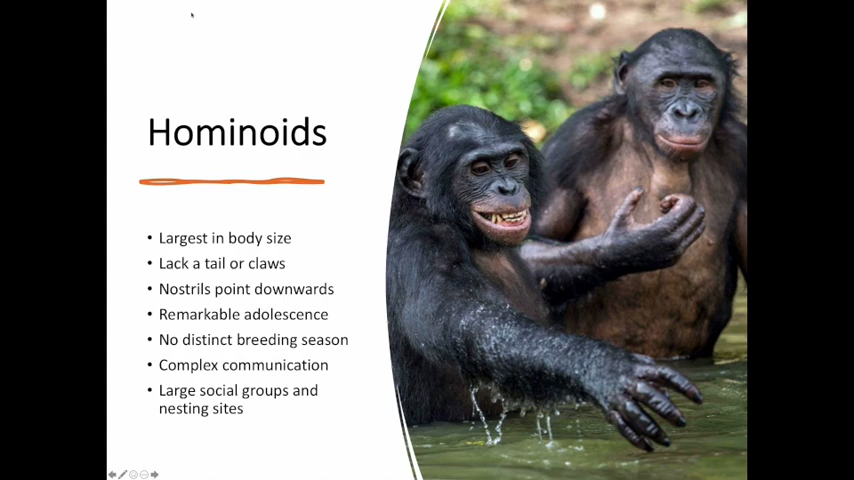 Hominoids
• Largest in body size
• Lack a tail or claws
• Nostrils point downwards
• Remarkable adolescence
• No distinct breeding season
• Complex communication
• Large social groups and
nesting sites